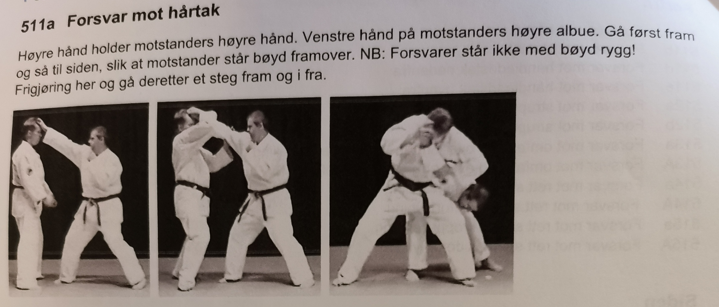 511a Forsvar mot hårtak
Høyre hånd holder motstanders høyre hånd. Venstre hånd på motstanders høyre albue. Gå først fram
og så til siden, slik at motstander står bøyd framover. NB: Forsvarer står ikke med bøyd rygg!
Frigjøring her og gå deretter et steg fram og i fra.